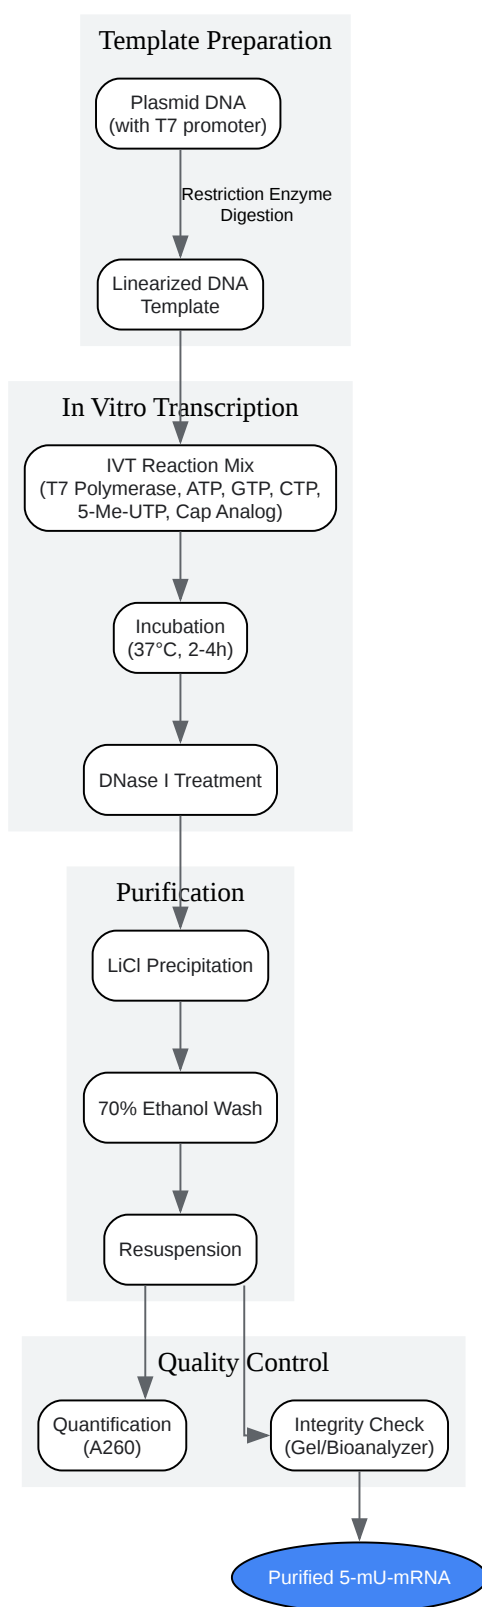 Template Preparation
Plasmid DNA
(with T7 promoter)
Restriction Enzyme
Digestion
Linearized DNA
Template
In Vitro Transcription
IVT Reaction Mix
(T7 Polymerase, ATP, GTP, CTP,
5-Me-UTP, Cap Analog)
Incubation
(37°C, 2-4h)
DNase I Treatment
Purification
LiCl Precipitation
70% Ethanol Wash
Resuspension
Quality Control
Quantification
(A260)
Integrity Check
(Gel/Bioanalyzer)
Purified 5-mU-mRNA